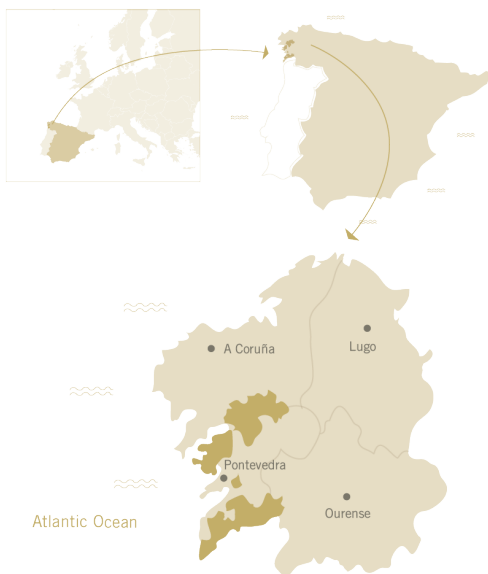 A Coruña
Lugo
Pontevedra
Ourense
Atlantic Ocean